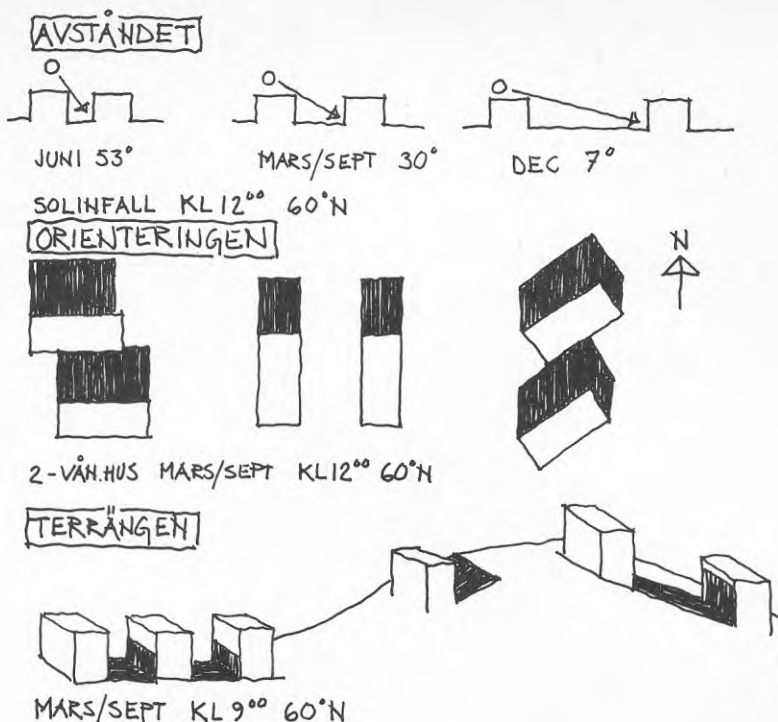 AVSTÅNDET
JUNI 53°
MARS/SEPT 30°
DEC 7°
SOLINFALL KL 12⁰⁰ 60°N
ORIENTERINGEN
N
2-VÅN.HUS MARS/SEPT KL 12⁰⁰ 60°N
TERRÄNGEN
MARS/SEPT KL 9⁰⁰ 60°N